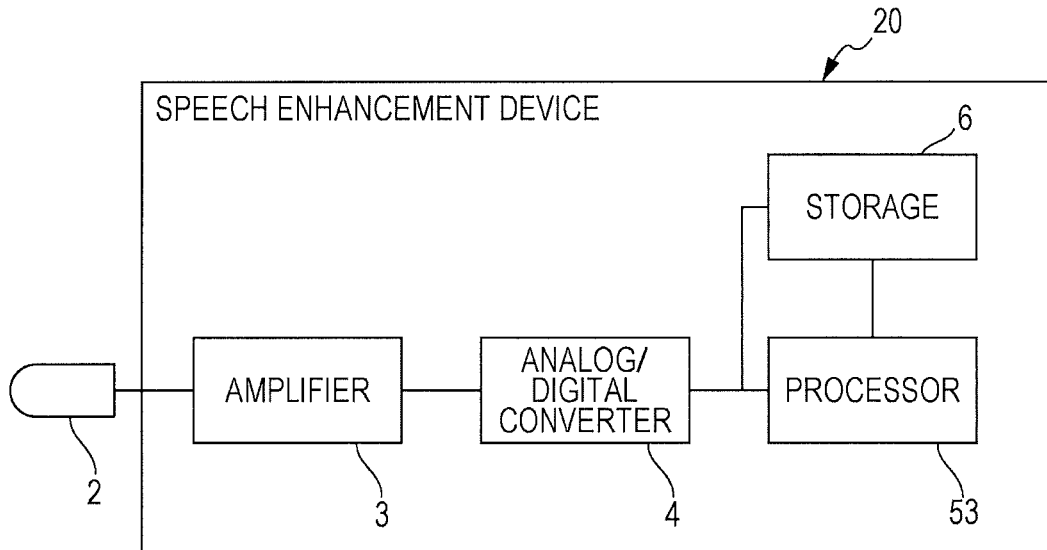 20
SPEECH ENHANCEMENT DEVICE
6
STORAGE
AMPLIFIER
ANALOG/
DIGITAL
CONVERTER
PROCESSOR
2
3
4
53